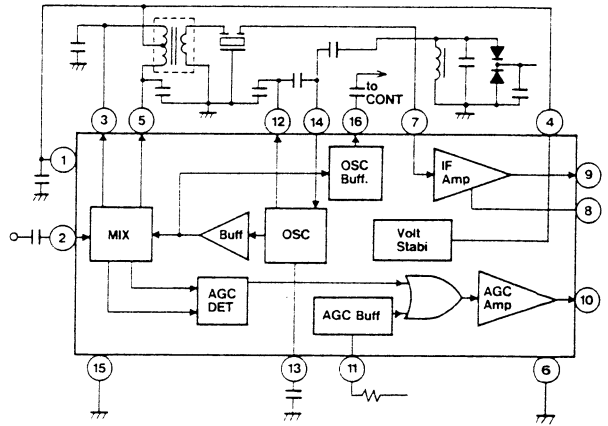 to
CONT
3
5
12
14
16
7
4
1
OSC
Buff.
IF
Amp
9
8
2
MIX
Buff
OSC
Volt
Stabi
AGC
DET
AGC Buff
AGC
Amp
10
15
13
11
6